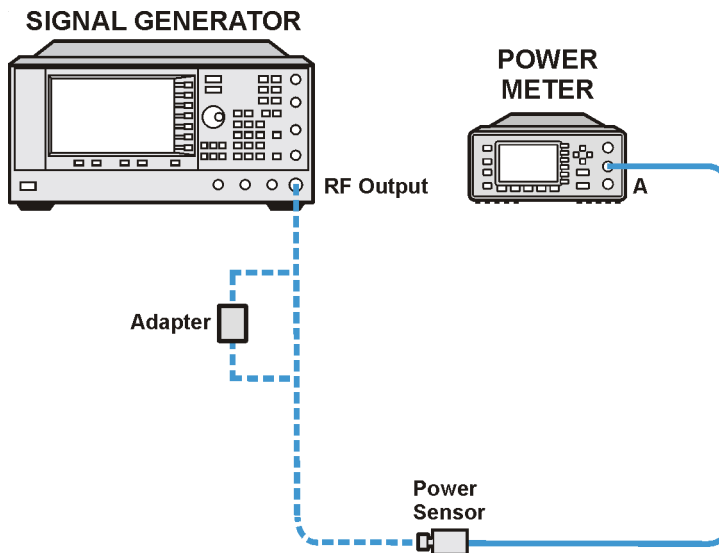 SIGNAL GENERATOR
POWER
METER
RF Output
A
Adapter
Power
Sensor